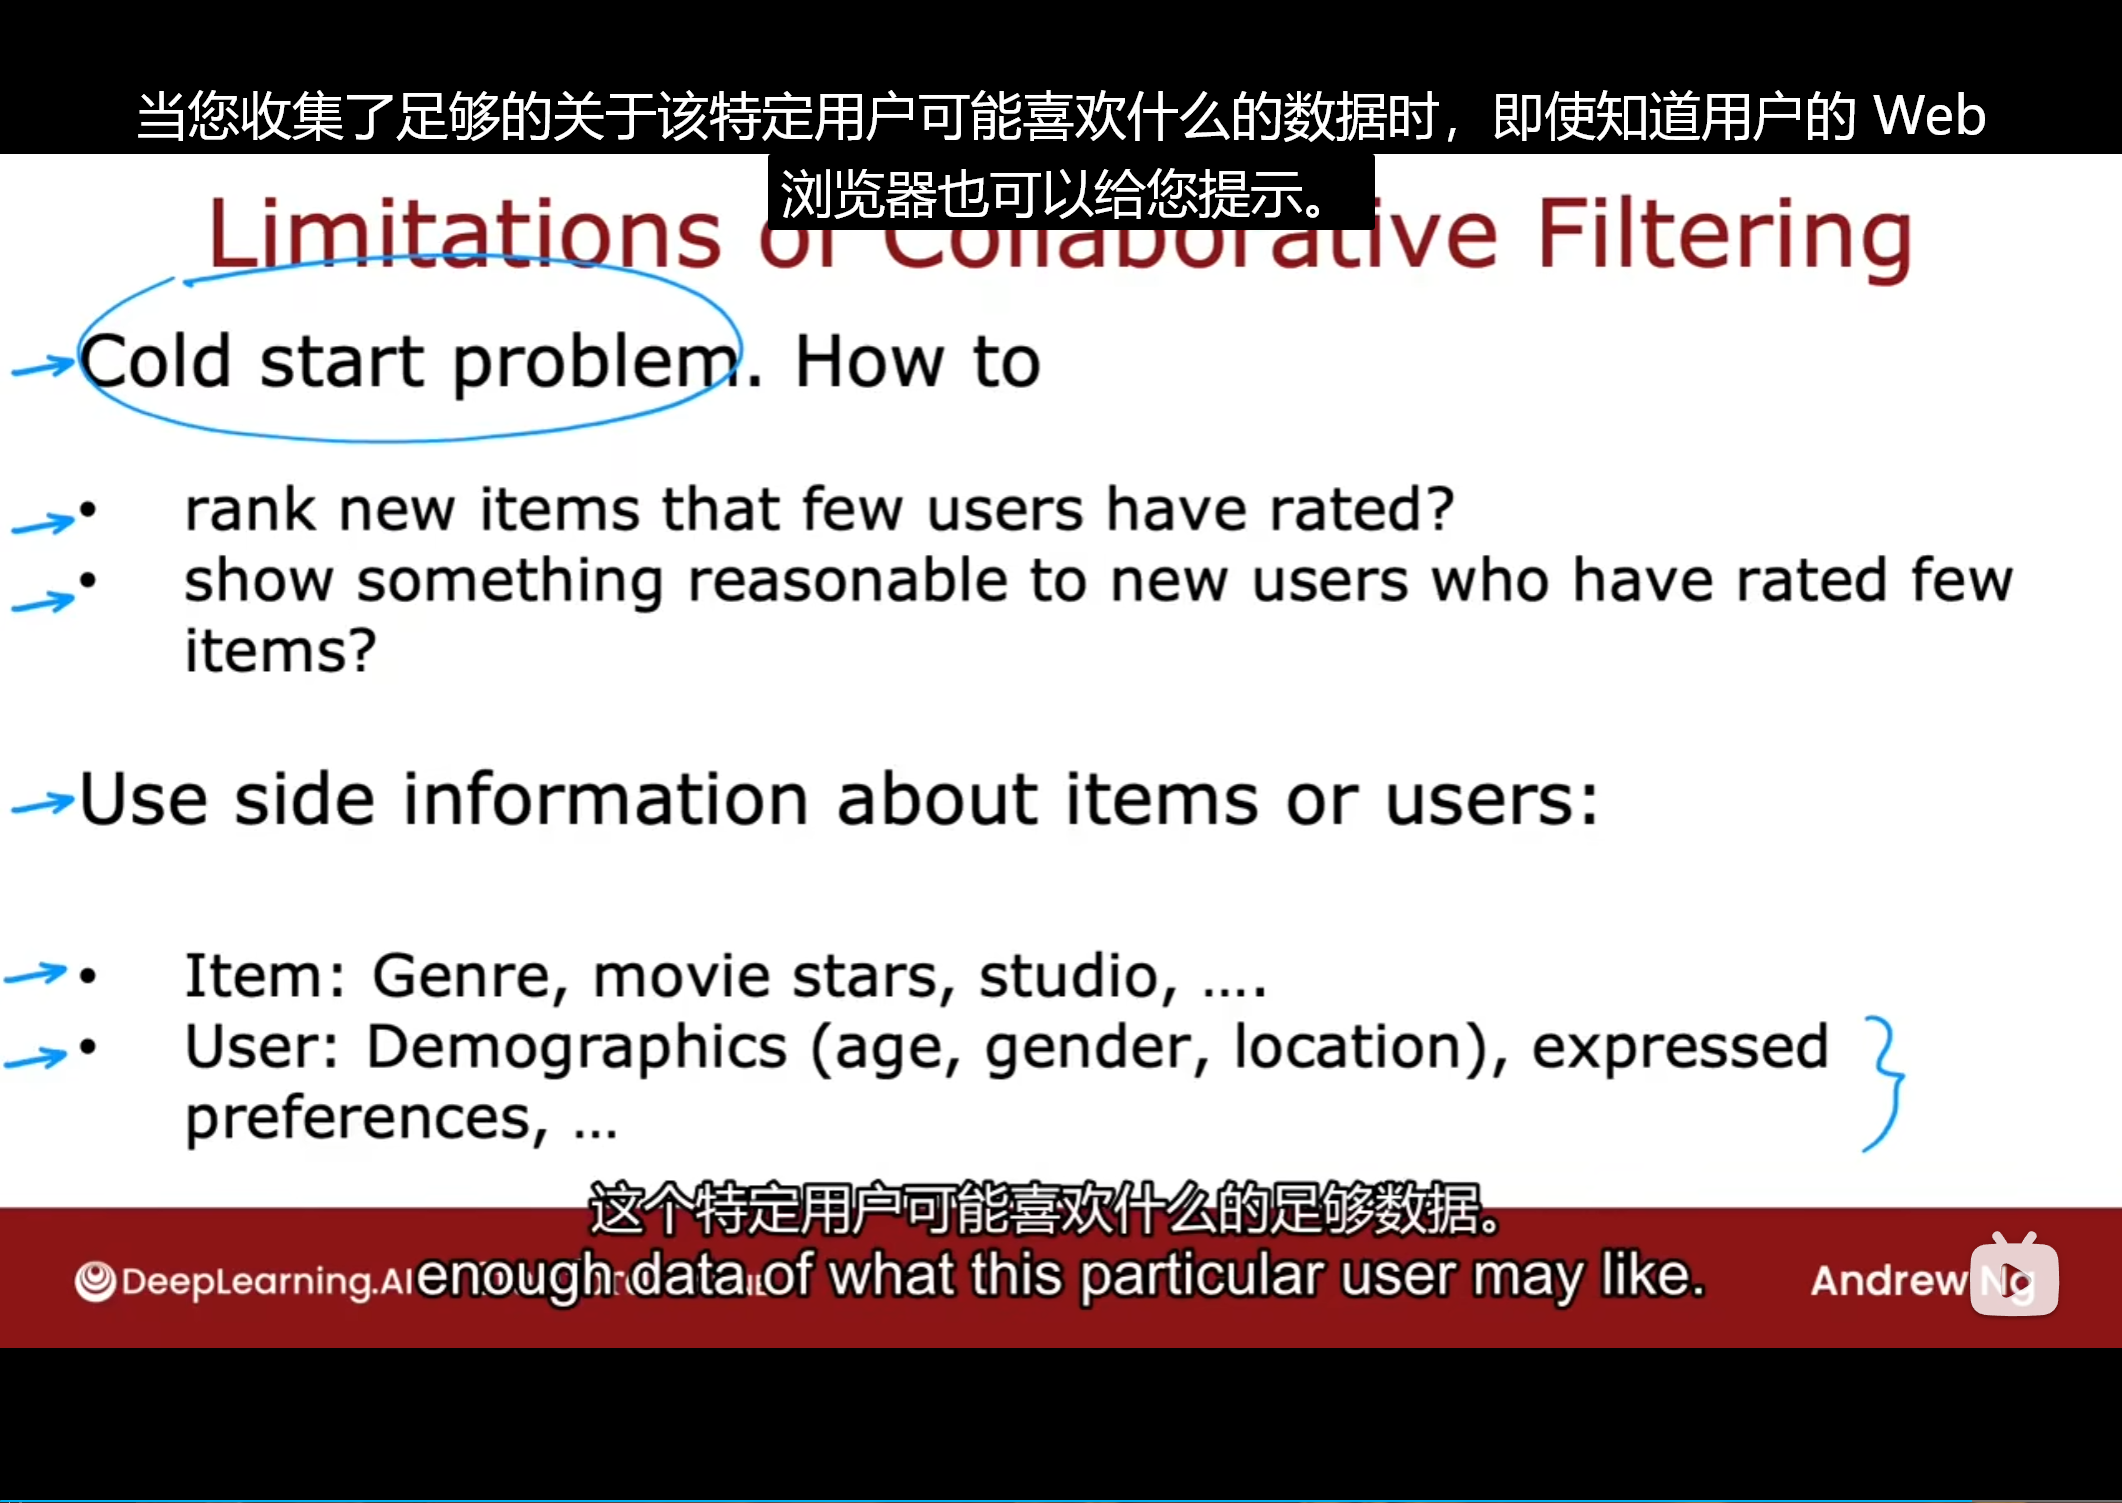 当您收集了足够的关于该特定用户可能喜欢什么的数据时，即使知道用户的 Web
浏览器也可以给您提示。
Limitations of Collaborative Filtering
Cold start problem. How to
• rank new items that few users have rated?
• show something reasonable to new users who have rated few
items?
Use side information about items or users:
• Item: Genre, movie stars, studio, ....
• User: Demographics (age, gender, location), expressed
preferences, ...
这个特定用户可能喜欢什么的足够数据。
enough data of what this particular user may like.
DeepLearning.AI
Andrew Ng